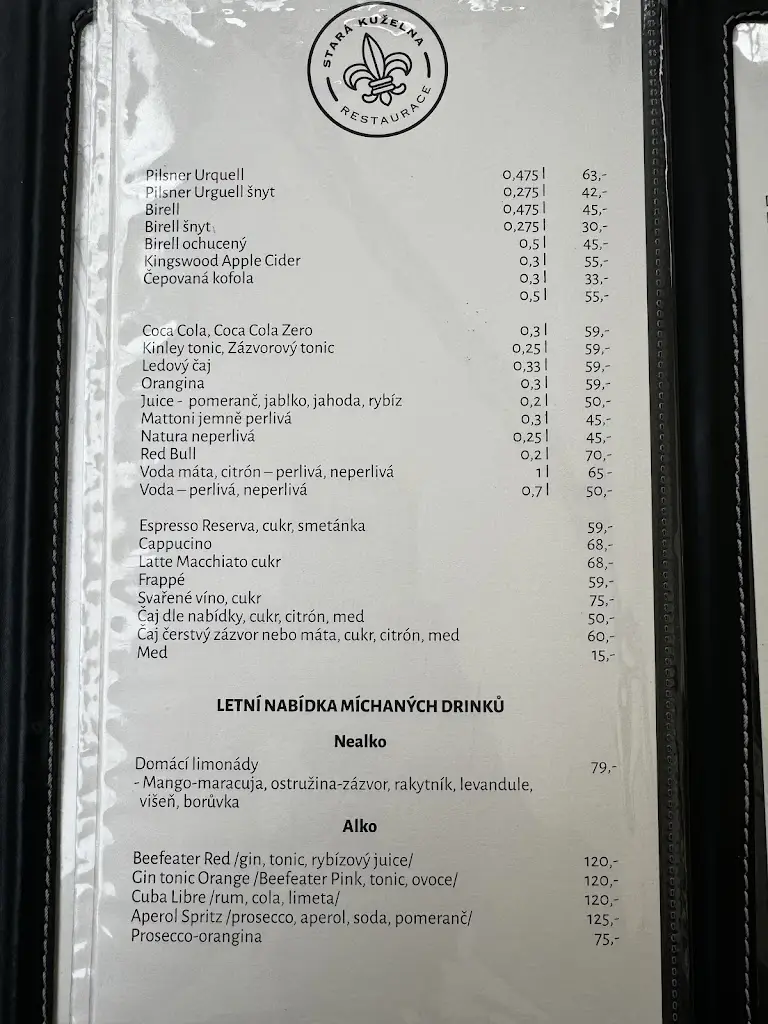 STARÁ KUŽELNA
RESTAURACE
Pilsner Urquell 0,475 l 63,-
Pilsner Urguell šnyt 0,275 l 42,-
Birell 0,475 l 45,-
Birell šnyt 0,275 l 30,-
Birell ochucený 0,5 l 45,-
Kingswood Apple Cider 0,3 l 55,-
Čepovaná kofola 0,3 l 33,-
0,5 l 55,-
Coca Cola, Coca Cola Zero 0,3 l 59,-
Kinley tonic, Zázvorový tonic 0,25 l 59,-
Ledový čaj 0,33 l 59,-
Orangina 0,3 l 59,-
Juice - pomeranč, jablko, jahoda, rybíz 0,2 l 50,-
Mattoni jemně perlivá 0,3 l 45,-
Natura neperlivá 0,25 l 45,-
Red Bull 0,2 l 70,-
Voda máta, citrón – perlivá, neperlivá 1 l 65 -
Voda – perlivá, neperlivá 0,7 l 50,-
Espresso Reserva, cukr, smetánka 59,-
Cappucino 68,-
Latte Macchiato cukr 68,-
Frappé 59,-
Svařené víno, cukr 75,-
Čaj dle nabídky, cukr, citrón, med 50,-
Čaj čerstvý zázvor nebo máta, cukr, citrón, med 60,-
Med 15,-
LETNÍ NABÍDKA MÍCHANÝCH DRINKŮ
Nealko
Domácí limonády 79,-
- Mango-maracuja, ostružina-zázvor, rakytník, levandule,
višeň, borůvka
Alko
Beefeater Red /gin, tonic, rybízový juice/ 120,-
Gin tonic Orange /Beefeater Pink, tonic, ovoce/ 120,-
Cuba Libre /rum, cola, limeta/ 120,-
Aperol Spritz /prosecco, aperol, soda, pomeranč/ 125,-
Prosecco-orangina 75,-